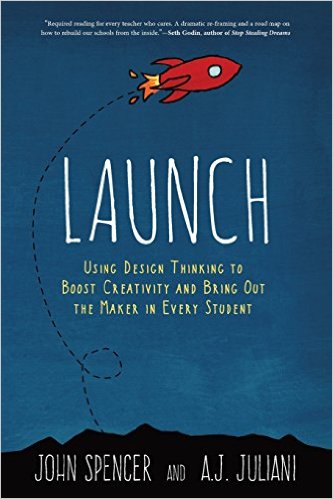 "Required reading for every teacher who cares. A dramatic re-framing and a road map on
how to rebuild our schools from the inside."—Seth Godin, author of Stop Stealing Dreams
LAUNCH
USING DESIGN THINKING TO
BOOST CREATIVITY AND BRING OUT
THE MAKER IN EVERY STUDENT
JOHN SPENCER AND A.J. JULIANI